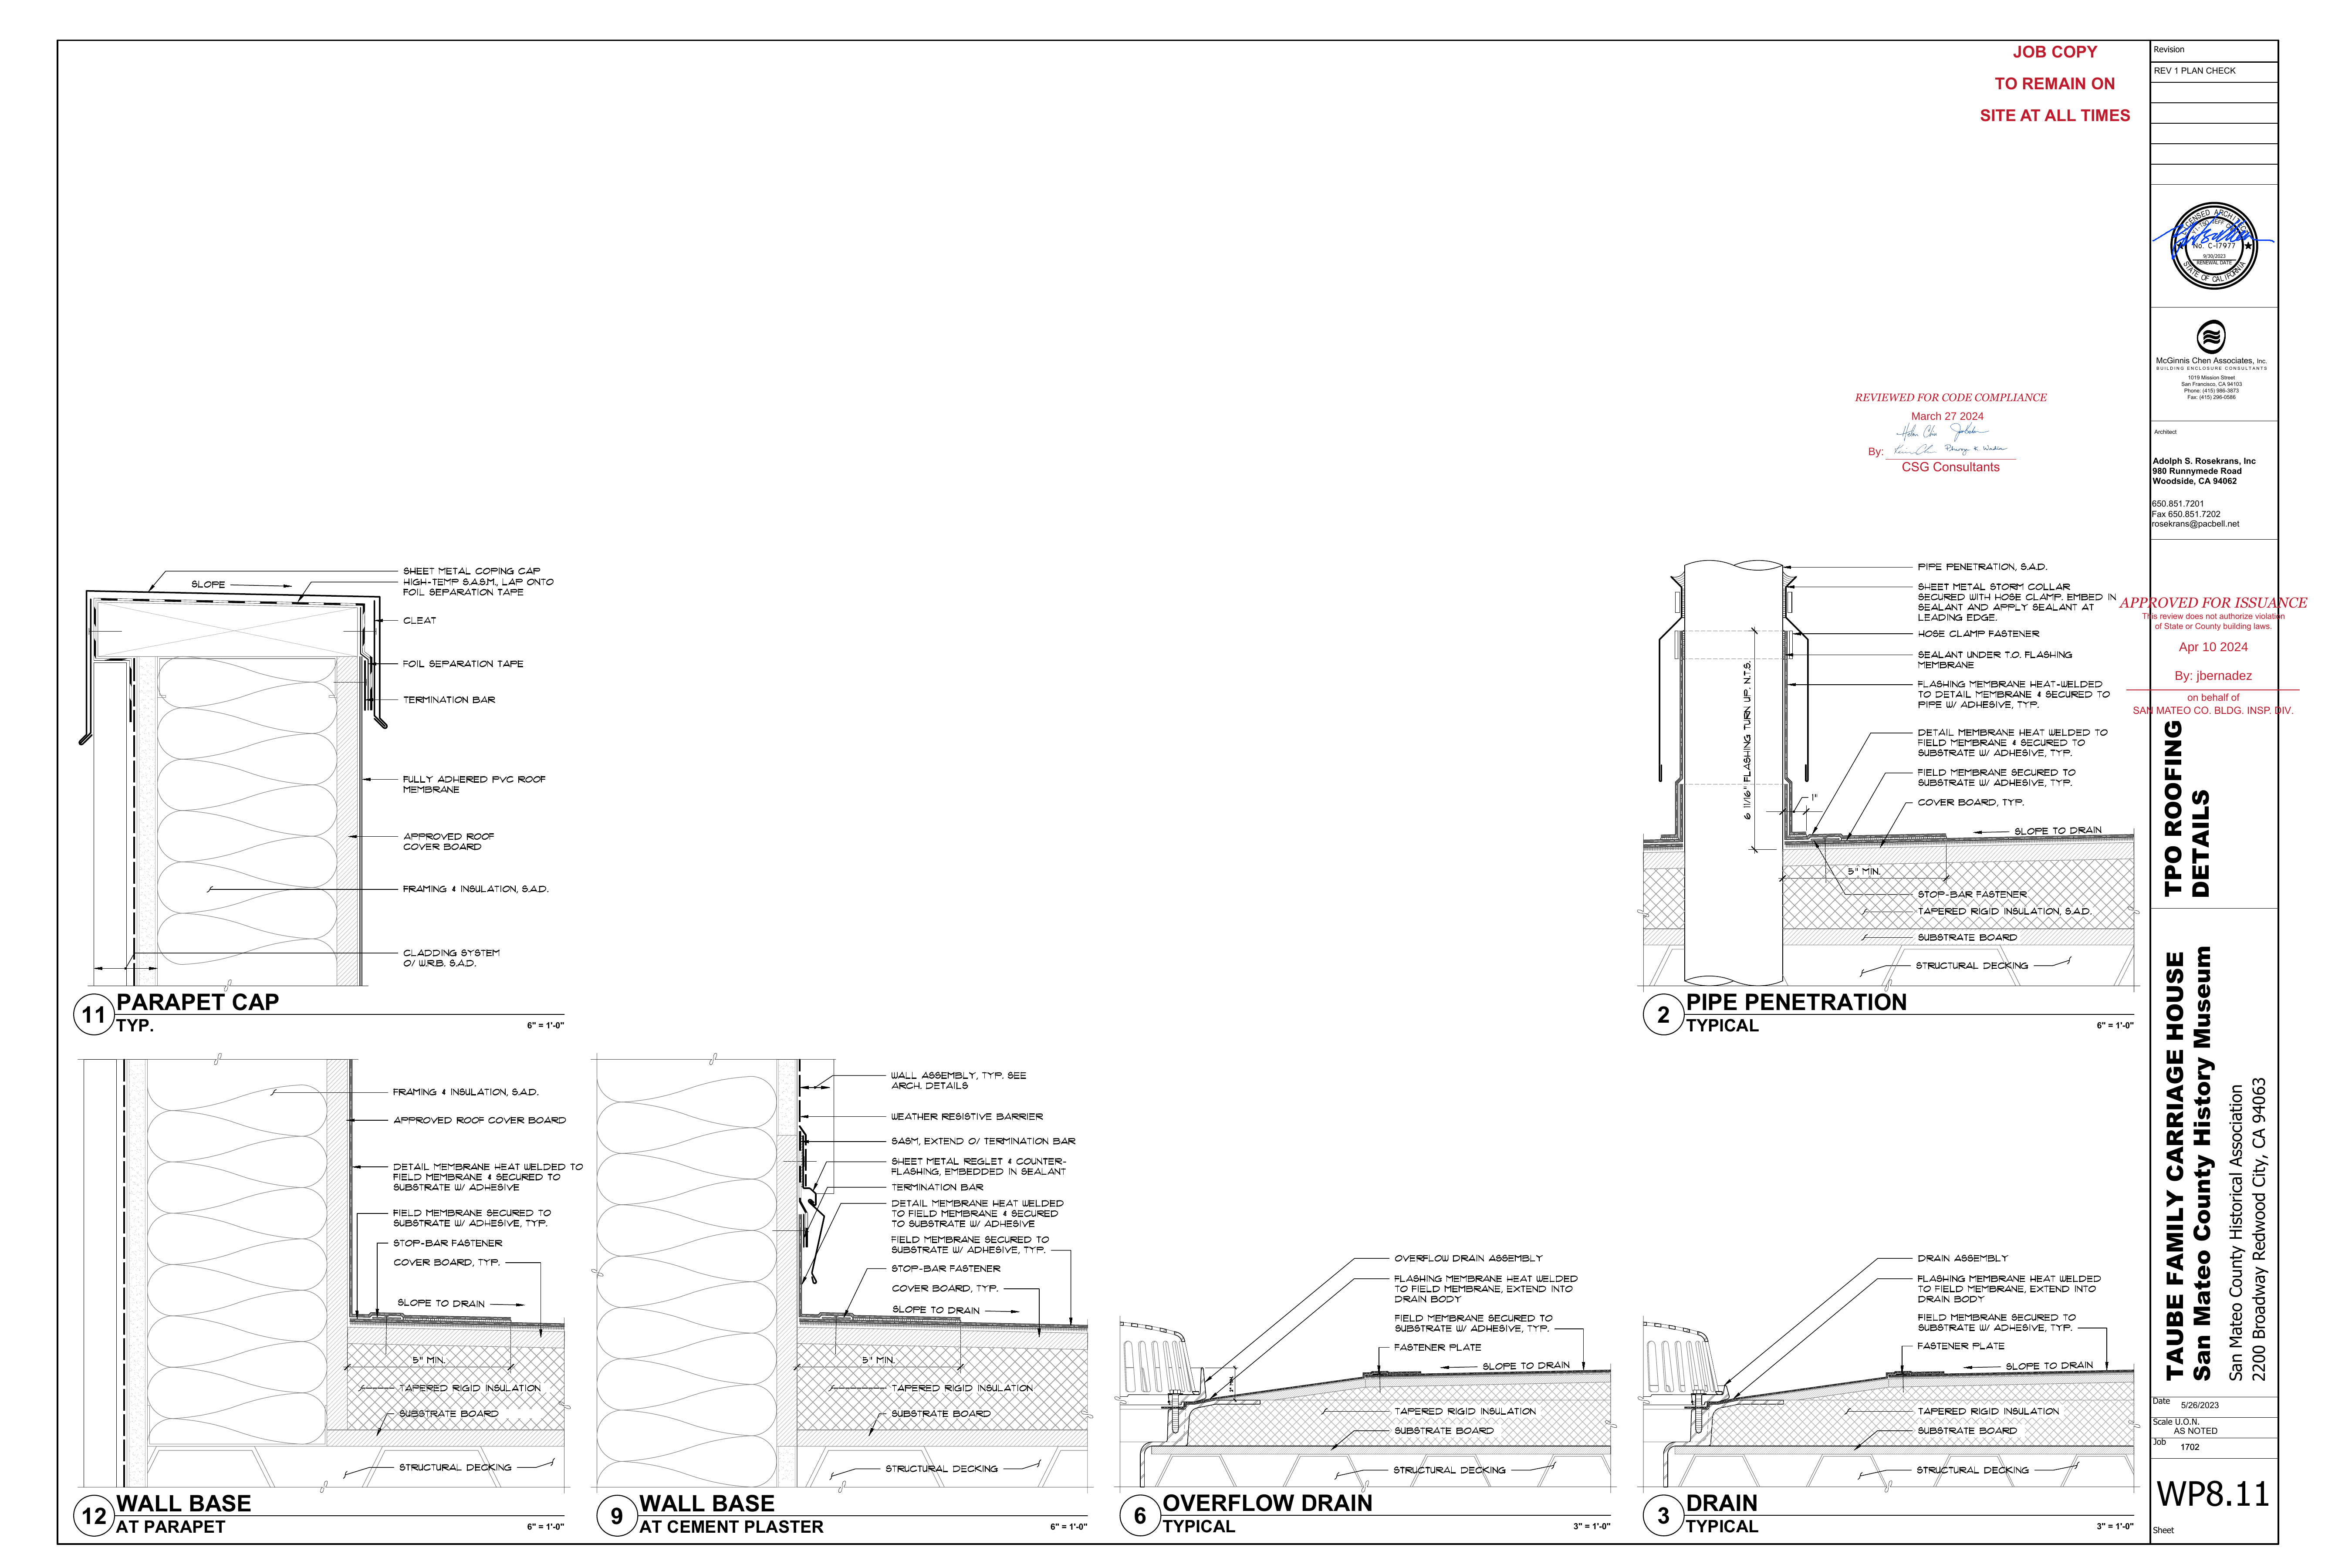 JOB COPY
TO REMAIN ON
SITE AT ALL TIMES
REVIEWED FOR CODE COMPLIANCE
March 27 2024
By:
CSG Consultants
SHEET METAL COPING CAP
HIGH-TEMP S.A.S.M., LAP ONTO
FOIL SEPARATION TAPE
SLOPE
CLEAT
FOIL SEPARATION TAPE
TERMINATION BAR
FULLY ADHERED PVC ROOF
MEMBRANE
APPROVED ROOF
COVER BOARD
FRAMING & INSULATION, S.A.D.
CLADDING SYSTEM
O/ W.R.B. S.A.D.
11
PARAPET CAP
TYP.
6" = 1'-0"
PIPE PENETRATION, S.A.D.
SHEET METAL STORM COLLAR
SECURED WITH HOSE CLAMP. EMBED IN
SEALANT AND APPLY SEALANT AT
LEADING EDGE.
HOSE CLAMP FASTENER
SEALANT UNDER T.O. FLASHING
MEMBRANE
FLASHING MEMBRANE HEAT-WELDED
TO DETAIL MEMBRANE & SECURED TO
PIPE W/ ADHESIVE, TYP.
DETAIL MEMBRANE HEAT WELDED TO
FIELD MEMBRANE & SECURED TO
SUBSTRATE W/ ADHESIVE, TYP.
FIELD MEMBRANE SECURED TO
SUBSTRATE W/ ADHESIVE, TYP.
COVER BOARD, TYP.
6 11/16" FLASHING TURN UP. N.T.S.
1"
SLOPE TO DRAIN
5" MIN.
STOP-BAR FASTENER
TAPERED RIGID INSULATION, S.A.D.
SUBSTRATE BOARD
STRUCTURAL DECKING
2
PIPE PENETRATION
TYPICAL
6" = 1'-0"
FRAMING & INSULATION, S.A.D.
APPROVED ROOF COVER BOARD
DETAIL MEMBRANE HEAT WELDED TO
FIELD MEMBRANE & SECURED TO
SUBSTRATE W/ ADHESIVE
FIELD MEMBRANE SECURED TO
SUBSTRATE W/ ADHESIVE, TYP.
STOP-BAR FASTENER
COVER BOARD, TYP.
SLOPE TO DRAIN
5" MIN.
TAPERED RIGID INSULATION
SUBSTRATE BOARD
STRUCTURAL DECKING
12
WALL BASE
AT PARAPET
6" = 1'-0"
WALL ASSEMBLY, TYP. SEE
ARCH. DETAILS
WEATHER RESISTIVE BARRIER
SASM, EXTEND O/ TERMINATION BAR
SHEET METAL REGLET & COUNTER-
FLASHING, EMBEDDED IN SEALANT
TERMINATION BAR
DETAIL MEMBRANE HEAT WELDED
TO FIELD MEMBRANE & SECURED
TO SUBSTRATE W/ ADHESIVE
FIELD MEMBRANE SECURED TO
SUBSTRATE W/ ADHESIVE, TYP.
STOP-BAR FASTENER
COVER BOARD, TYP.
SLOPE TO DRAIN
5" MIN.
TAPERED RIGID INSULATION
SUBSTRATE BOARD
STRUCTURAL DECKING
9
WALL BASE
AT CEMENT PLASTER
6" = 1'-0"
OVERFLOW DRAIN ASSEMBLY
FLASHING MEMBRANE HEAT WELDED
TO FIELD MEMBRANE, EXTEND INTO
DRAIN BODY
FIELD MEMBRANE SECURED TO
SUBSTRATE W/ ADHESIVE, TYP.
FASTENER PLATE
SLOPE TO DRAIN
TAPERED RIGID INSULATION
SUBSTRATE BOARD
STRUCTURAL DECKING
6
OVERFLOW DRAIN
TYPICAL
3" = 1'-0"
DRAIN ASSEMBLY
FLASHING MEMBRANE HEAT WELDED
TO FIELD MEMBRANE, EXTEND INTO
DRAIN BODY
FIELD MEMBRANE SECURED TO
SUBSTRATE W/ ADHESIVE, TYP.
FASTENER PLATE
SLOPE TO DRAIN
TAPERED RIGID INSULATION
SUBSTRATE BOARD
STRUCTURAL DECKING
3
DRAIN
TYPICAL
3" = 1'-0"
Revision
REV 1 PLAN CHECK
No. C-17977
9/30/2023
RENEWAL DATE
STATE OF CALIFORNIA
McGinnis Chen Associates, Inc.
BUILDING ENCLOSURE CONSULTANTS
1019 Mission Street
San Francisco, CA 94103
Phone: (415) 986-3873
Fax: (415) 296-0586
Architect
Adolph S. Rosekrans, Inc
980 Runnymede Road
Woodside, CA 94062
650.851.7201
Fax 650.851.7202
rosekrans@pacbell.net
APPROVED FOR ISSUANCE
This review does not authorize violation
of State or County building laws.
Apr 10 2024
By: jbernadez
on behalf of
SAN MATEO CO. BLDG. INSP. DIV.
TPO ROOFING
DETAILS
TAUBE FAMILY CARRIAGE HOUSE
San Mateo County History Museum
San Mateo County Historical Association
2200 Broadway Redwood City, CA 94063
Date
5/26/2023
Scale U.O.N.
AS NOTED
Job
1702
WP8.11
Sheet